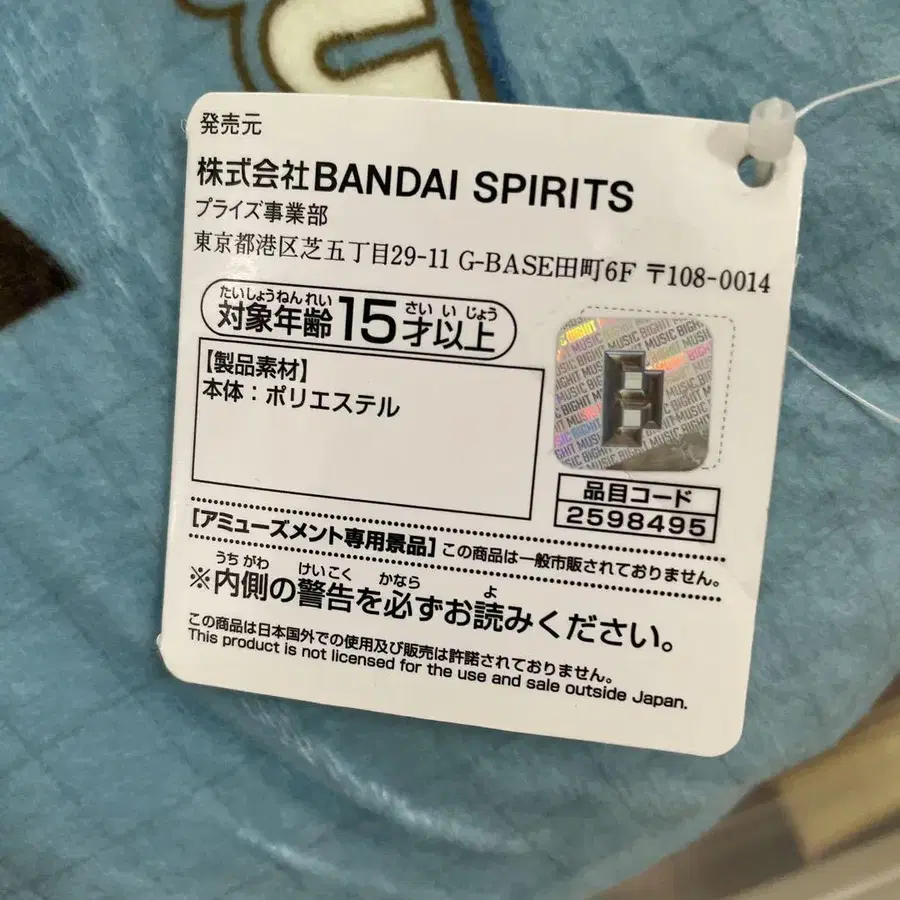 発売元
株式会社BANDAI SPIRITS
プライズ事業部
東京都港区芝五丁目29-11 G-BASE田町6F 〒108-0014
たいしょうねんれい さいいじょう
対象年齢15才以上
【製品素材】
本体：ポリエステル
BIGHIT MUSIC
品目コード
2598495
[アミューズメント専用景品] この商品は一般市販されておりません。
うちがわ けいこく かなら よ
※内側の警告を必ずお読みください。
この商品は日本国外での使用及び販売は許諾されておりません。
This product is not licensed for the use and sale outside Japan.